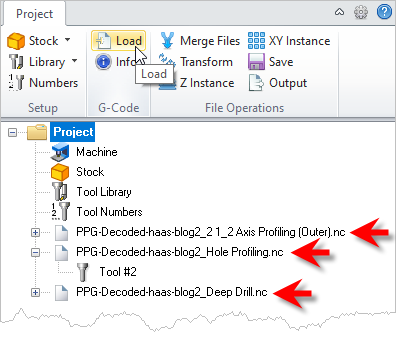 Project
Stock Load Merge Files XY Instance
Library Info Transform Save
Numbers Load Z Instance Output
Setup G-Code File Operations
Project
Machine
Stock
Tool Library
Tool Numbers
PPG-Decoded-haas-blog2_2 1_2 Axis Profiling (Outer).nc
PPG-Decoded-haas-blog2_Hole Profiling.nc
Tool #2
PPG-Decoded-haas-blog2_Deep Drill.nc